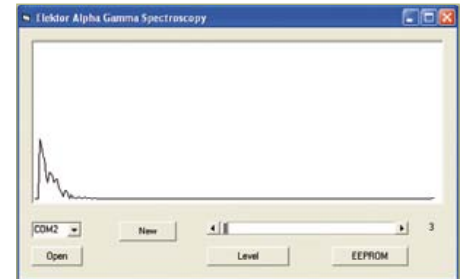 Elektor Alpha Gamma Spectroscopy
COM2
New
3
Open
Level
EEPROM